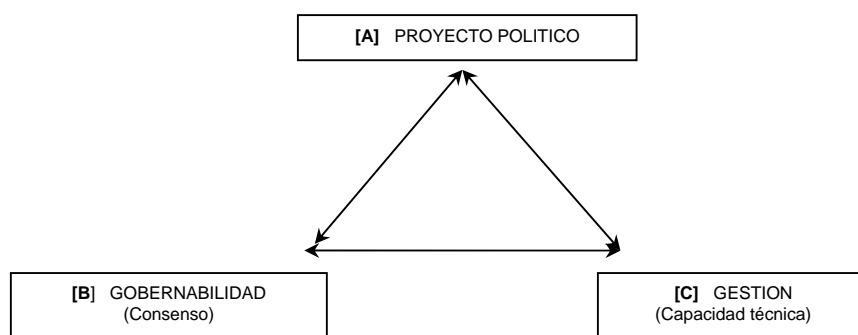 [A] PROYECTO POLITICO
[B] GOBERNABILIDAD
(Consenso)
[C] GESTION
(Capacidad técnica)